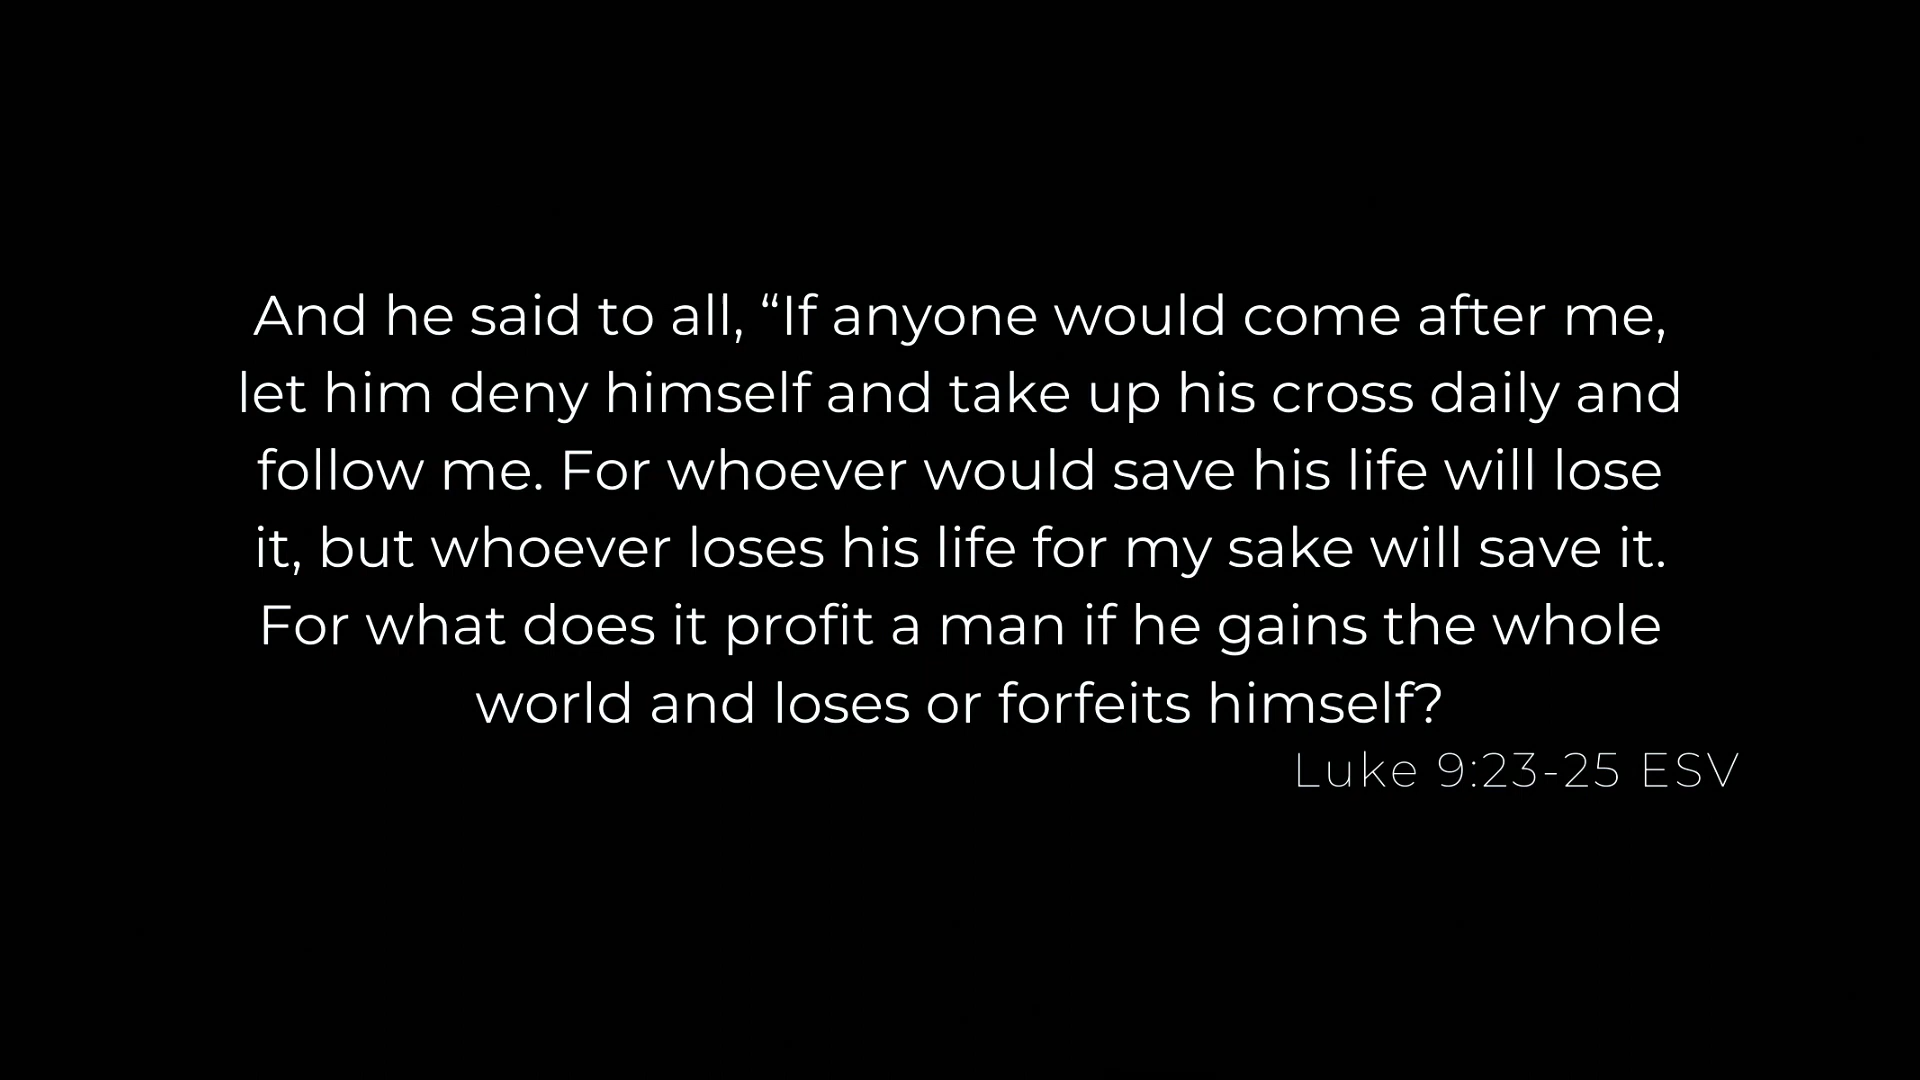 And he said to all, “If anyone would come after me,
let him deny himself and take up his cross daily and
follow me. For whoever would save his life will lose
it, but whoever loses his life for my sake will save it.
For what does it profit a man if he gains the whole
world and loses or forfeits himself?
Luke 9:23-25 ESV